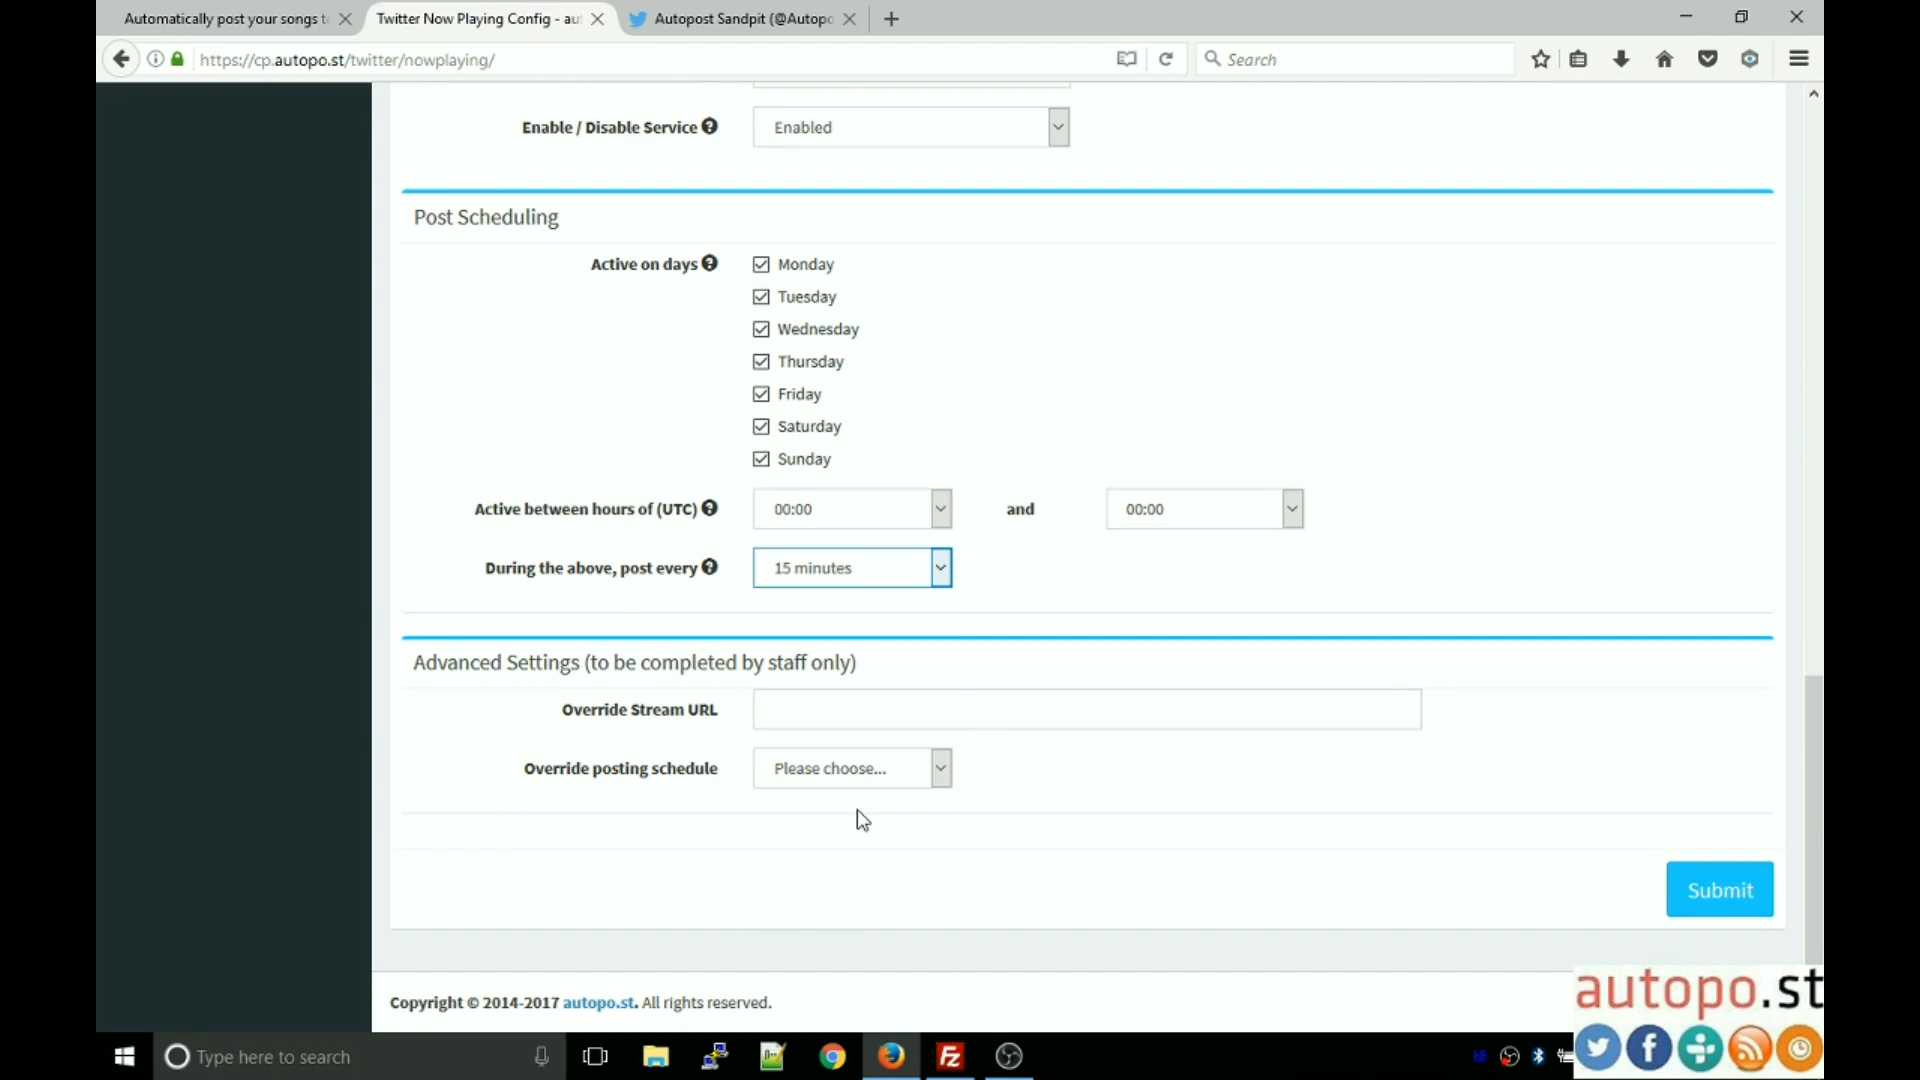 Automatically post your songs t
Twitter Now Playing Config - au
Autopost Sandpit (@Autopo
https://cp.autopo.st/twitter/nowplaying/
Search
Enable / Disable Service
Enabled
Post Scheduling
Active on days
Monday
Tuesday
Wednesday
Thursday
Friday
Saturday
Sunday
Active between hours of (UTC)
00:00
and
00:00
During the above, post every
15 minutes
Advanced Settings (to be completed by staff only)
Override Stream URL
Override posting schedule
Please choose...
Submit
Copyright © 2014-2017 autopo.st. All rights reserved.
autopo.st
Type here to search